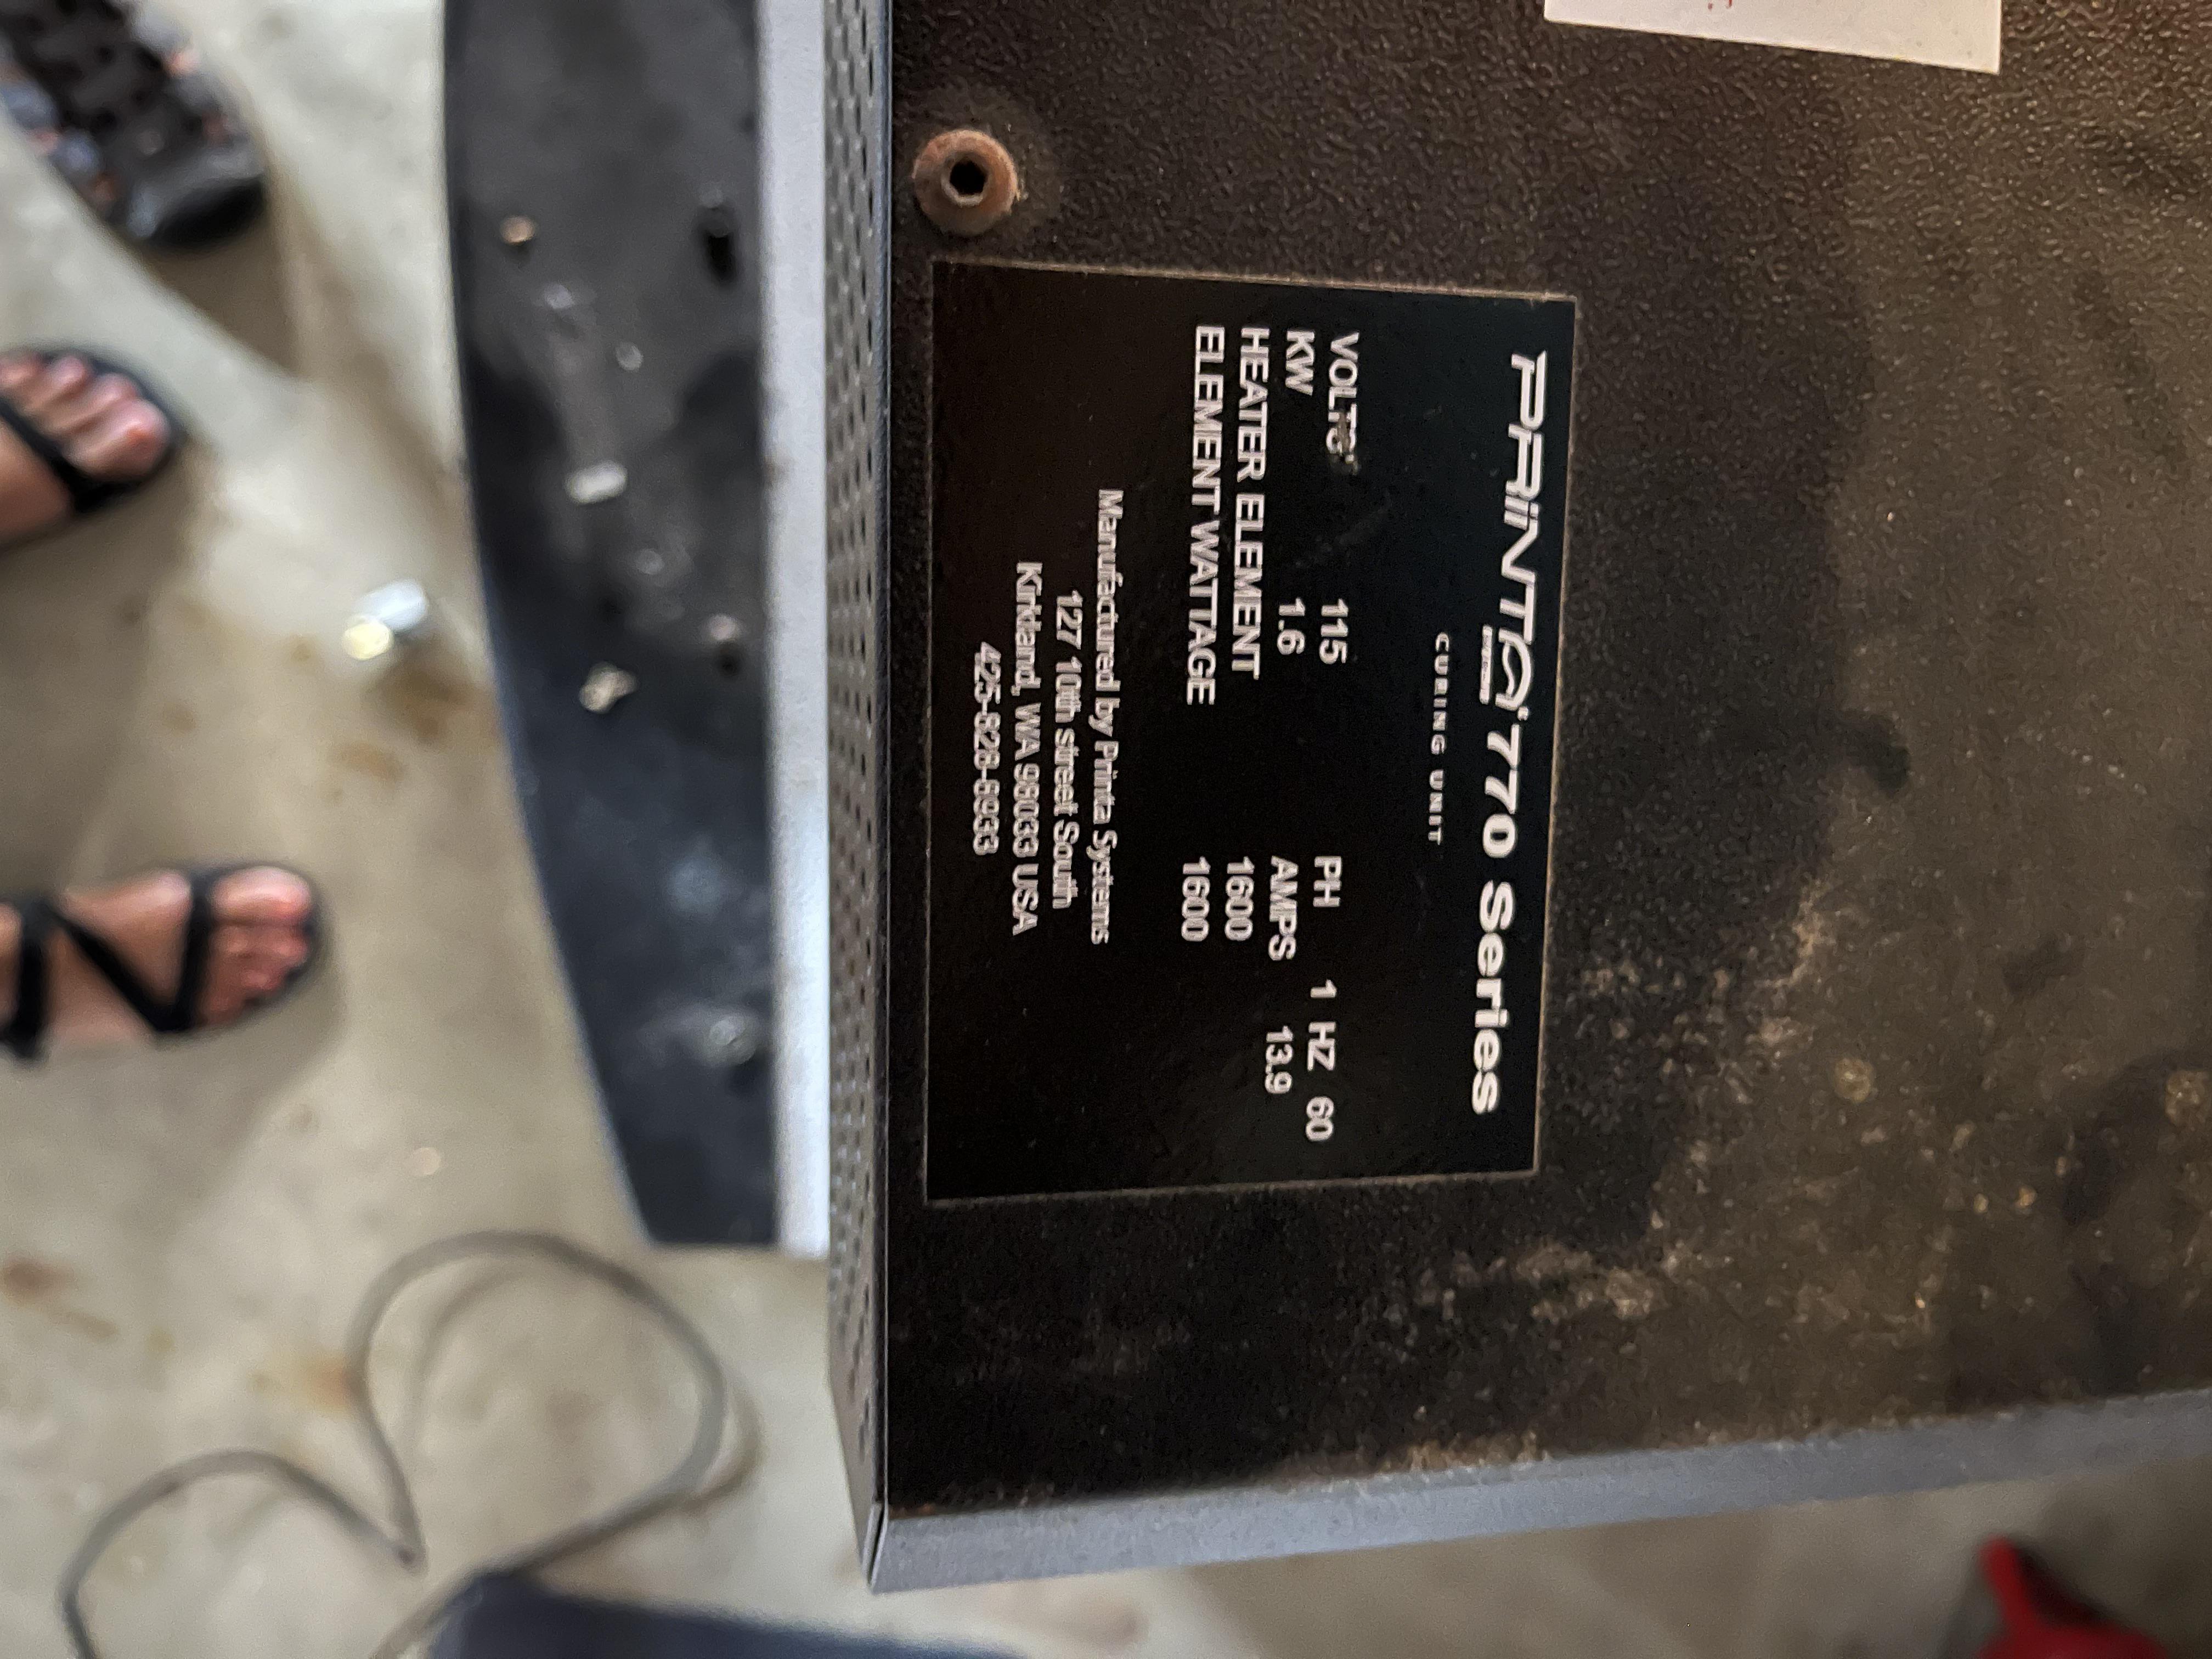 PRINTA® 770 Series
CURING UNIT
VOLTS 115 PH 1 HZ 60
KW 1.6 AMPS 13.9
HEATER ELEMENT 1600
ELEMENT WATTAGE 1600
Manufactured by Printa Systems
127 10th street South
Kirkland, WA 98033 USA
425-828-6933